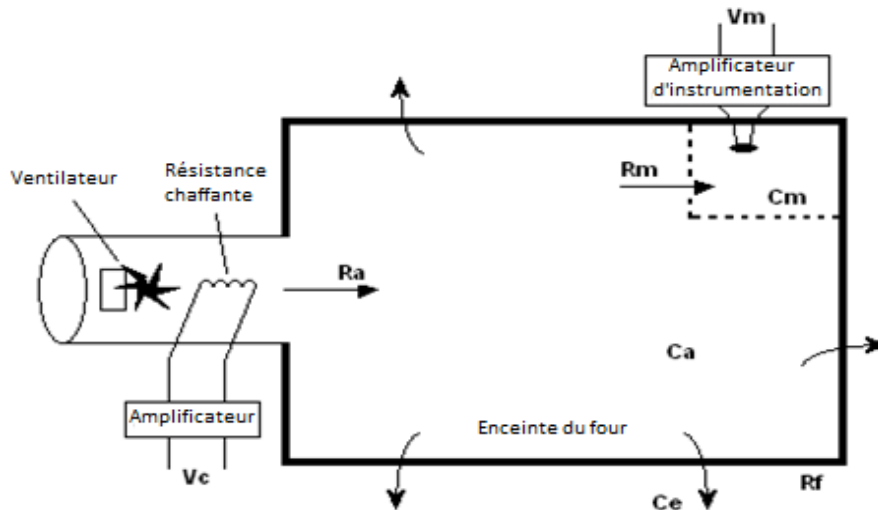 Vm
Amplificateur
d'instrumentation
Résistance
chaffante
Ventilateur
Rm
Cm
Ra
Ca
Amplificateur
Enceinte du four
Vc
Rf
Ce